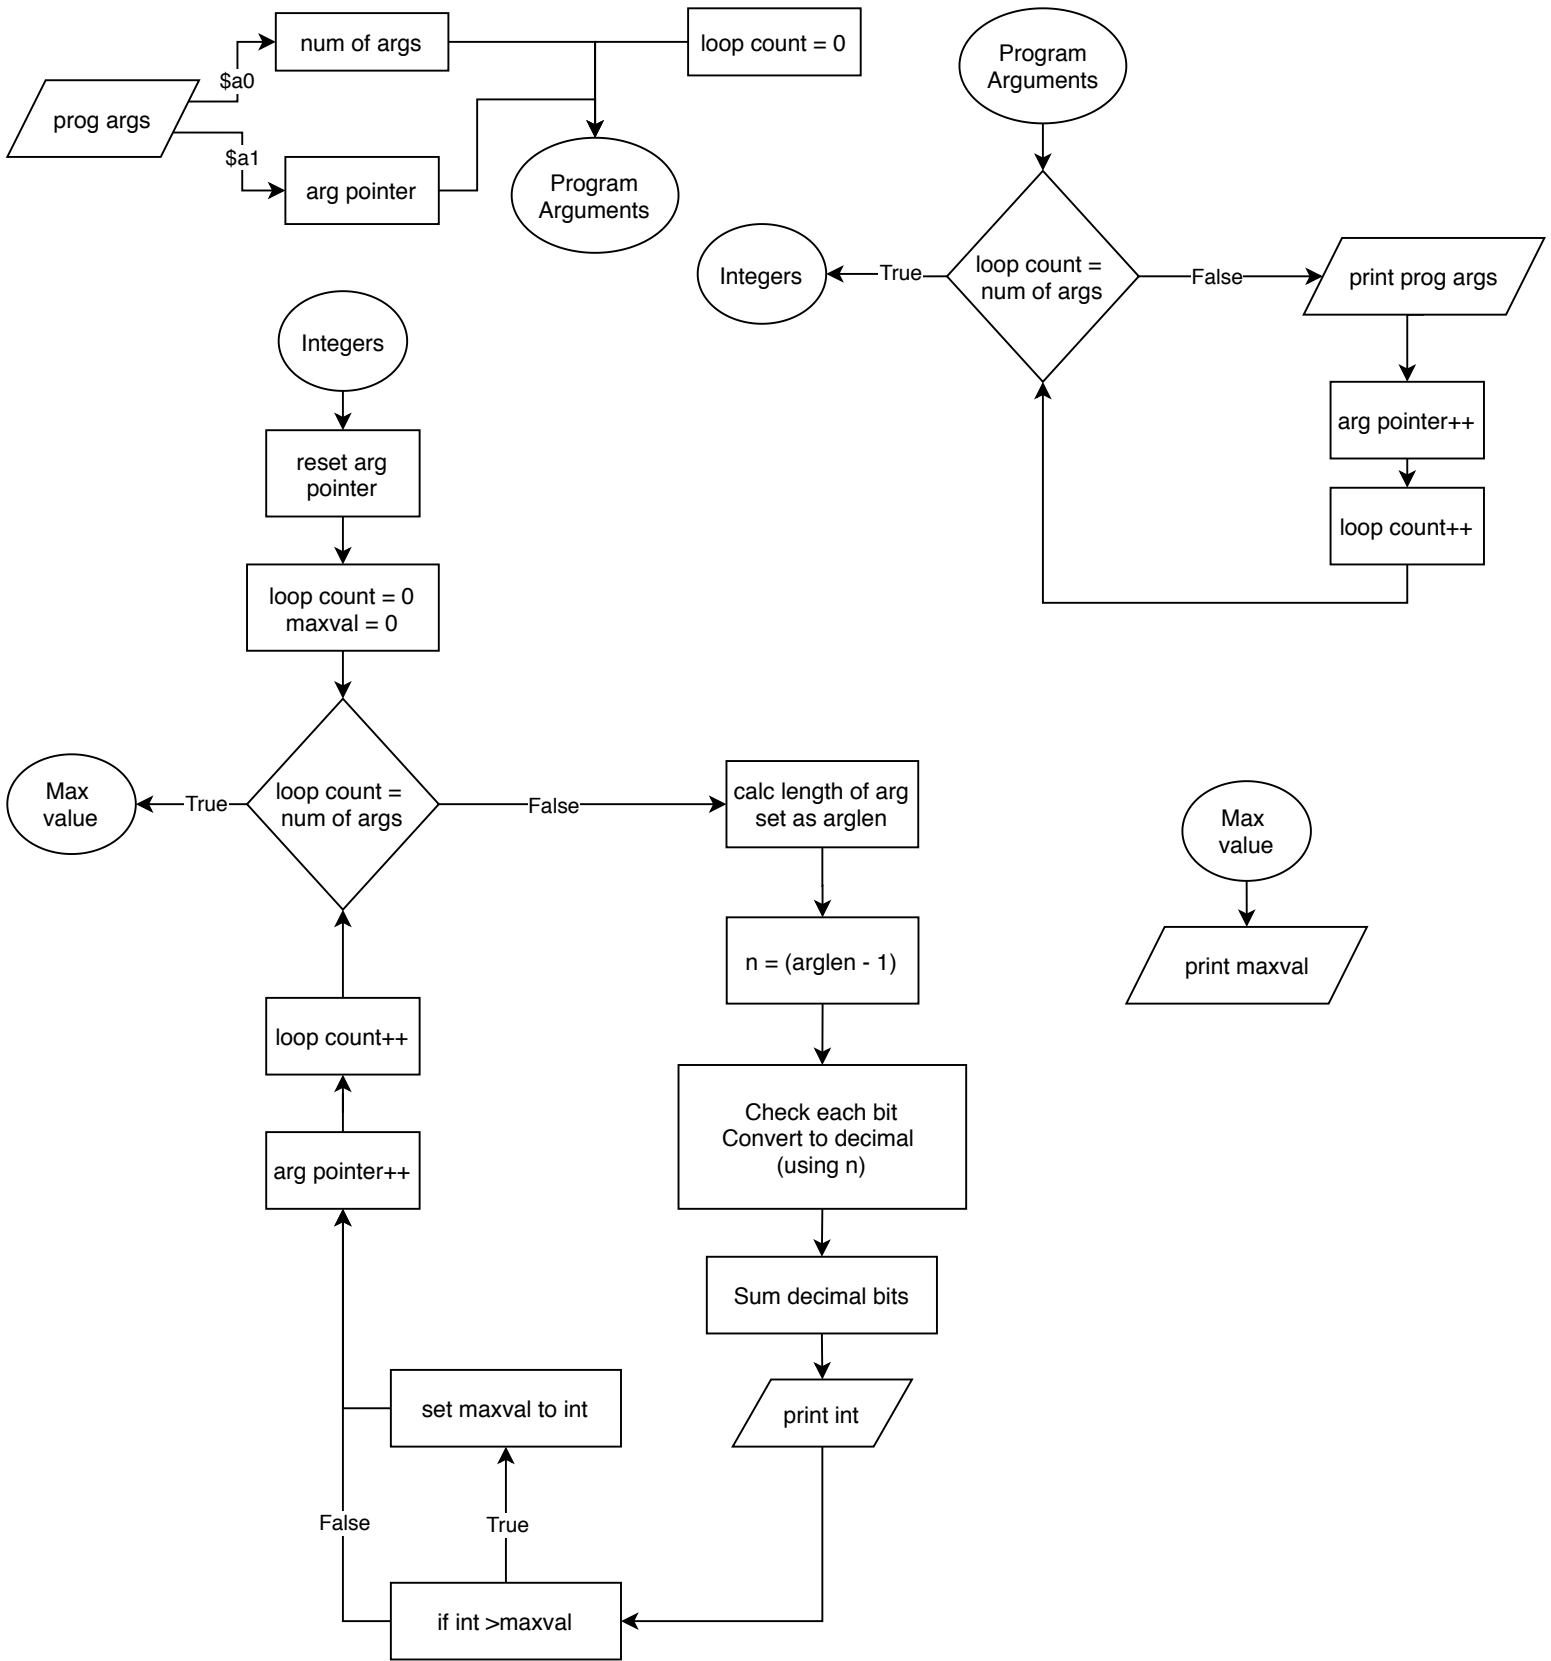 num of args
loop count = 0
$a0
prog args
$a1
arg pointer
Program
Arguments
Program
Arguments
Integers
True
loop count =
num of args
False
print prog args
arg pointer++
loop count++
Integers
reset arg
pointer
loop count = 0
maxval = 0
Max
value
True
loop count =
num of args
False
calc length of arg
set as arglen
n = (arglen - 1)
Check each bit
Convert to decimal
(using n)
Sum decimal bits
print int
loop count++
arg pointer++
set maxval to int
False
True
if int >maxval
Max
value
print maxval